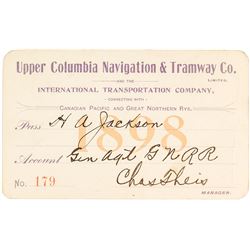 Upper Columbia Navigation & Tramway Co.
LIMITED.
AND THE
INTERNATIONAL TRANSPORTATION COMPANY,
CONNECTING WITH
CANADIAN PACIFIC AND GREAT NORTHERN RYS.
1898
Pass H A Jackson
Account Gen Agt G N R R
No. 179 Chas Theis
MANAGER.